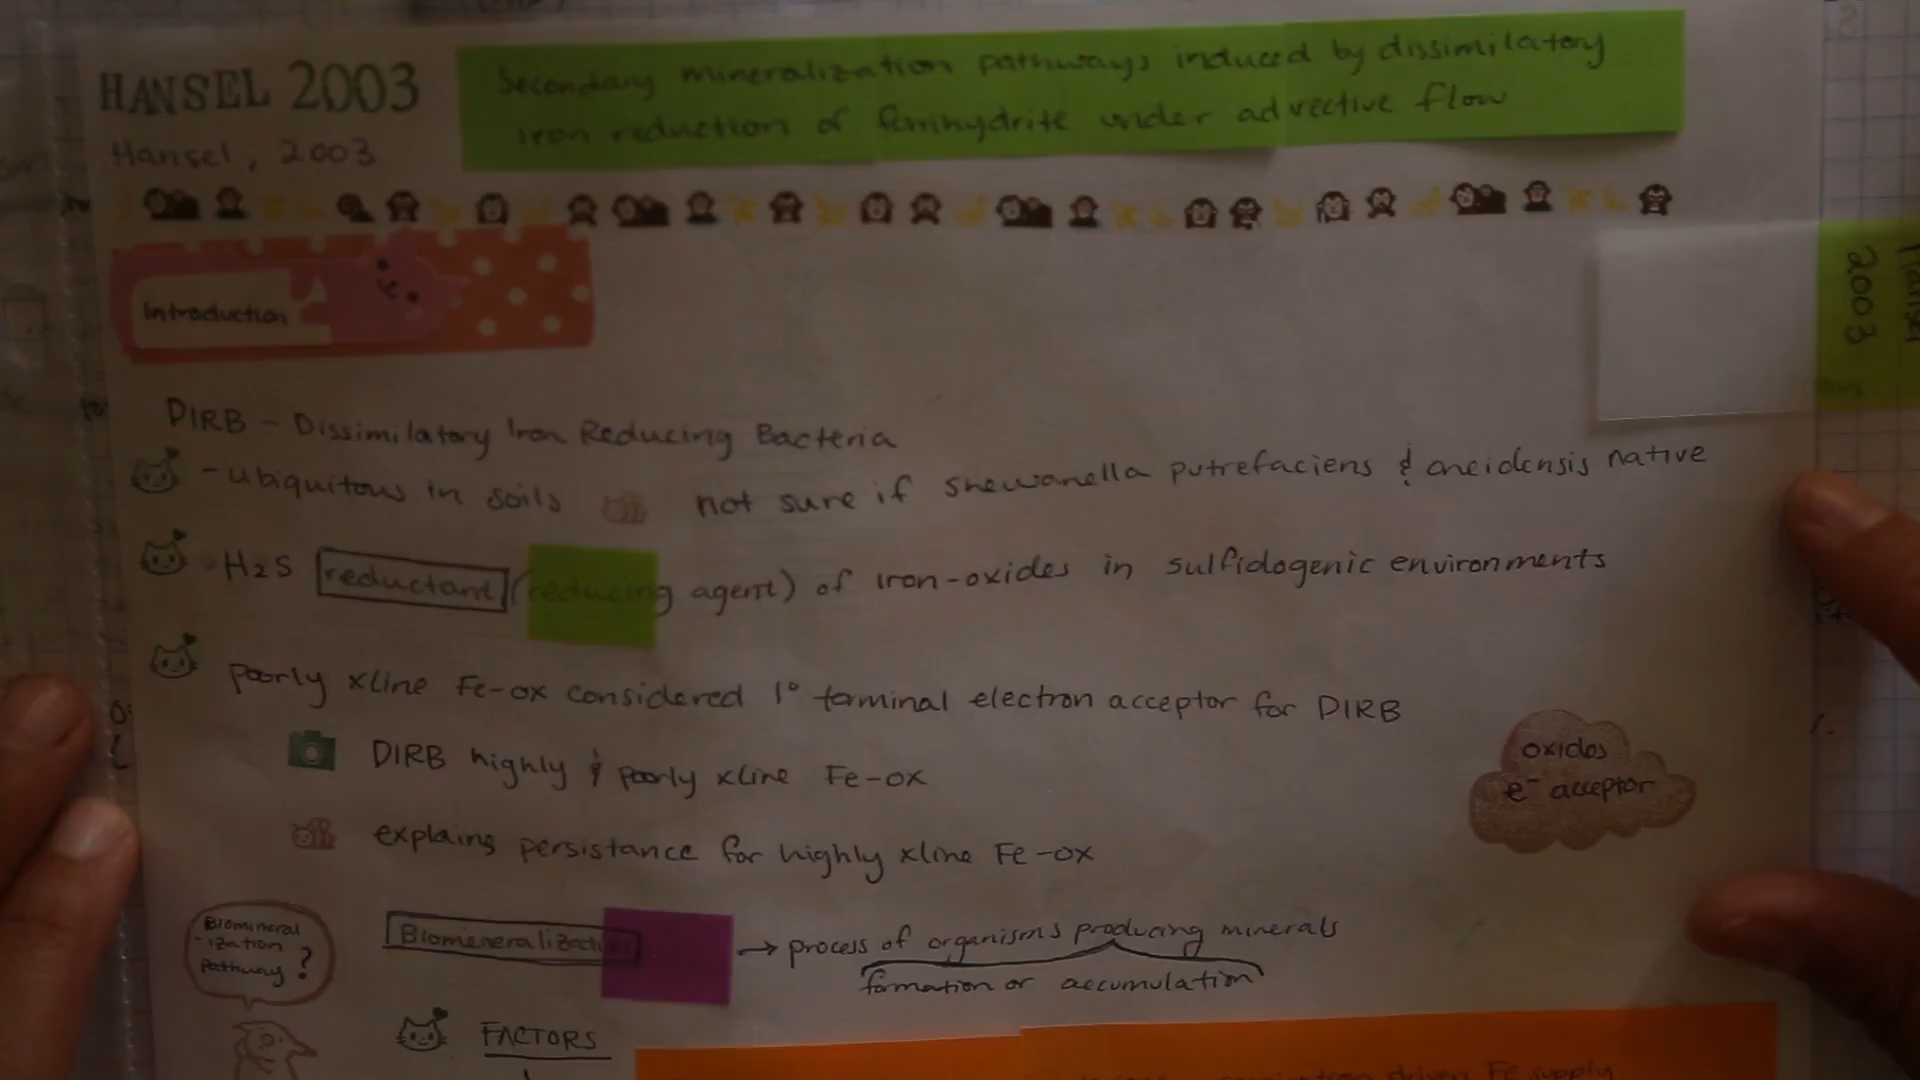 HANSEL 2003
Hansel, 2003
Secondary mineralization pathways induced by dissimilatory
iron reduction of ferrihydrite under advective flow
Hansel
2003
Introduction
DIRB - Dissimilatory Iron Reducing Bacteria
- ubiquitous in soils not sure if shewanella putrefaciens & oneidensis native
H2S reductant (reducing agent) of iron-oxides in sulfidogenic environments
poorly xline Fe-ox considered 1° terminal electron acceptor for DIRB
DIRB highly & poorly xline Fe-ox
oxides
e⁻ acceptor
explains persistance for highly xline Fe-ox
Biomineral
-ization
pathway?
Biomineralization → process of organisms producing minerals
formation or accumulation
FACTORS
driven Fe supply